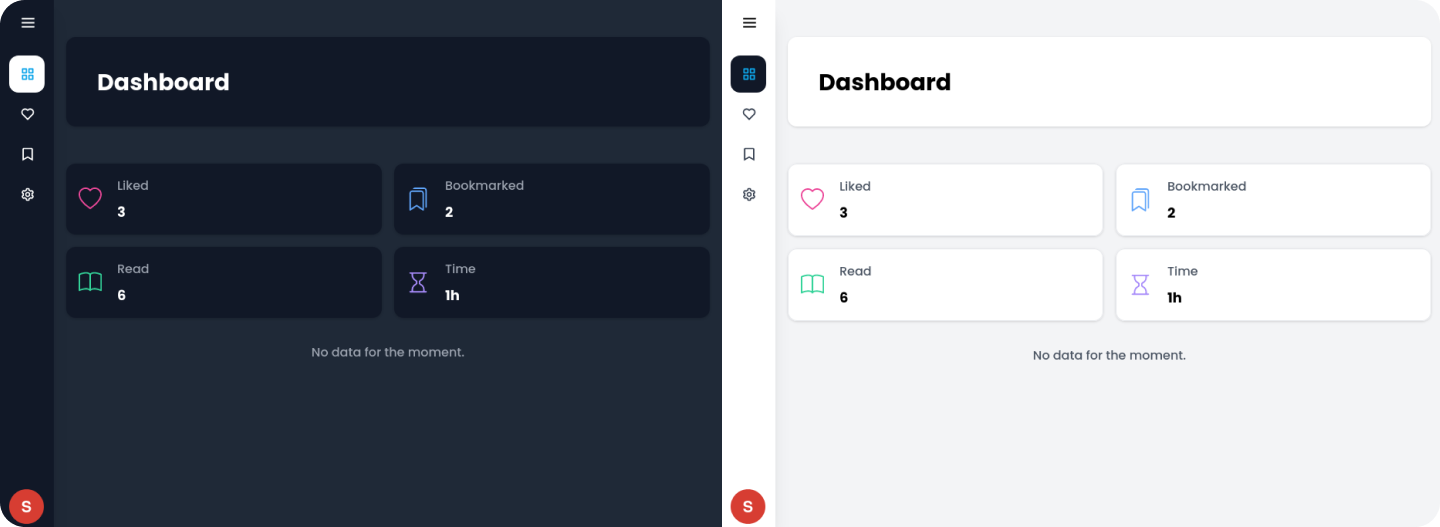 Dashboard
Liked
3
Bookmarked
2
Read
6
Time
1h
No data for the moment.
S
Dashboard
Liked
3
Bookmarked
2
Read
6
Time
1h
No data for the moment.
S